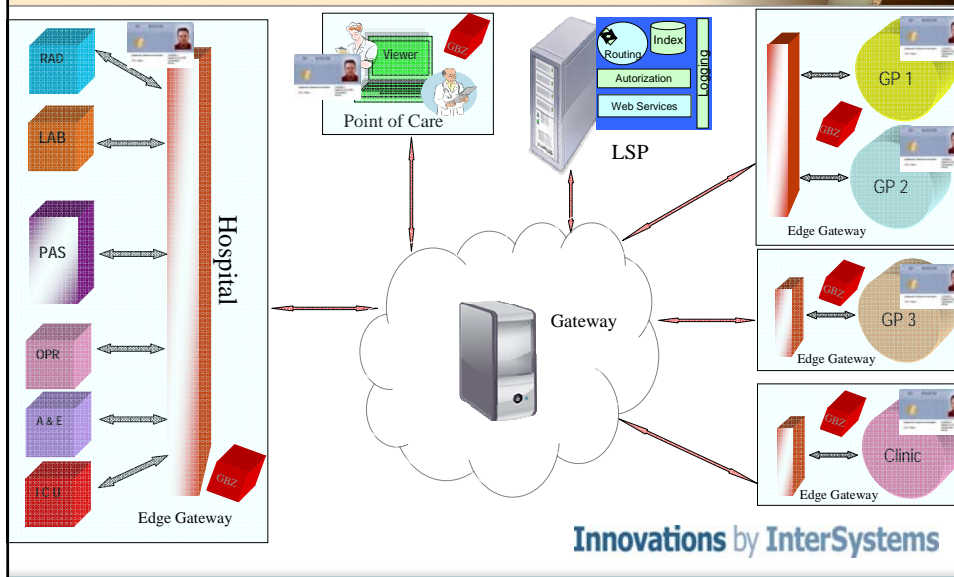 RAD
LAB
PAS
OPR
A & E
I C U
Hospital
GBZ
Edge Gateway
Viewer
GBZ
Point of Care
Routing
Index
Autorization
Web Services
Logging
LSP
Gateway
GP 1
GBZ
GP 2
Edge Gateway
GBZ
GP 3
Edge Gateway
GBZ
Clinic
Edge Gateway
Innovations by InterSystems